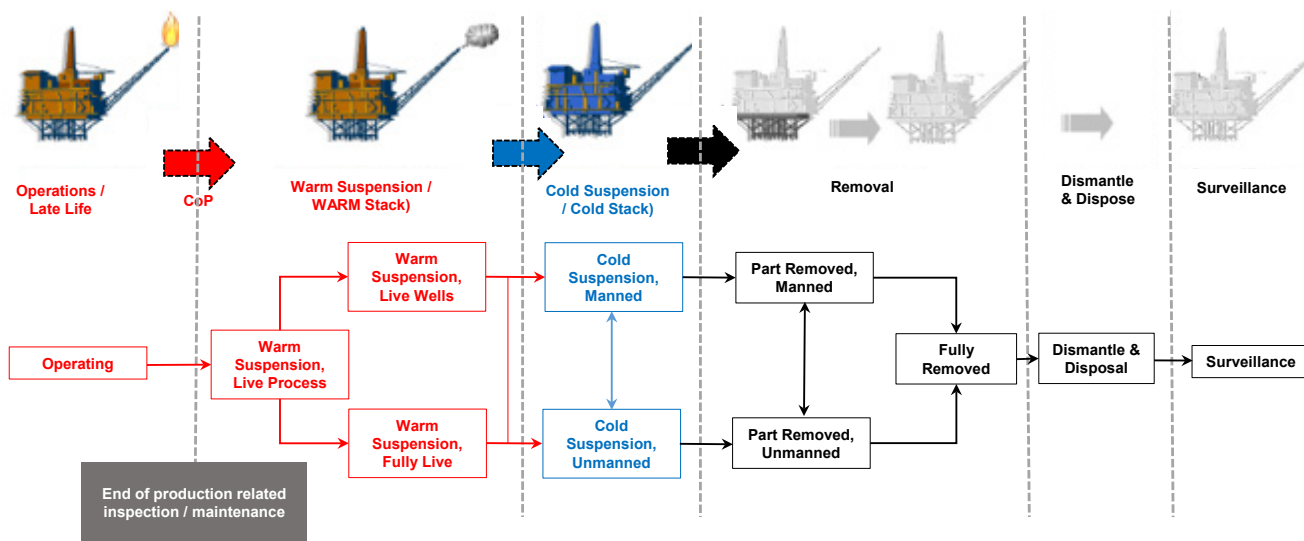 Operations /
Late Life
CoP
Warm Suspension /
WARM Stack)
Cold Suspension
/ Cold Stack)
Removal
Dismantle
& Dispose
Surveillance
Operating
Warm
Suspension,
Live Process
Warm
Suspension,
Live Wells
Warm
Suspension,
Fully Live
Cold
Suspension,
Manned
Cold
Suspension,
Unmanned
Part Removed,
Manned
Part Removed,
Unmanned
Fully
Removed
Dismantle &
Disposal
Surveillance
End of production related
inspection / maintenance